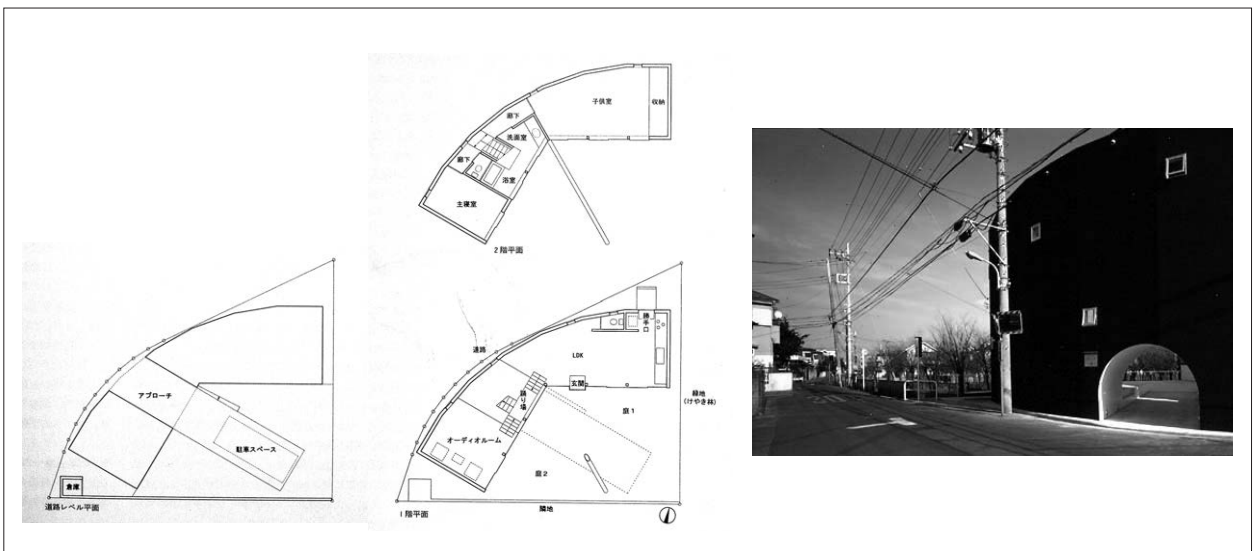 アプローチ
駐車スペース
倉庫
道路レベル平面
子供室
収納
廊下
洗面室
廊下
浴室
主寝室
2階平面
道路
勝手口
LDK
玄関
踊り場
庭1
緑地
(けやき林)
オーディオルーム
庭2
1階平面
隣地